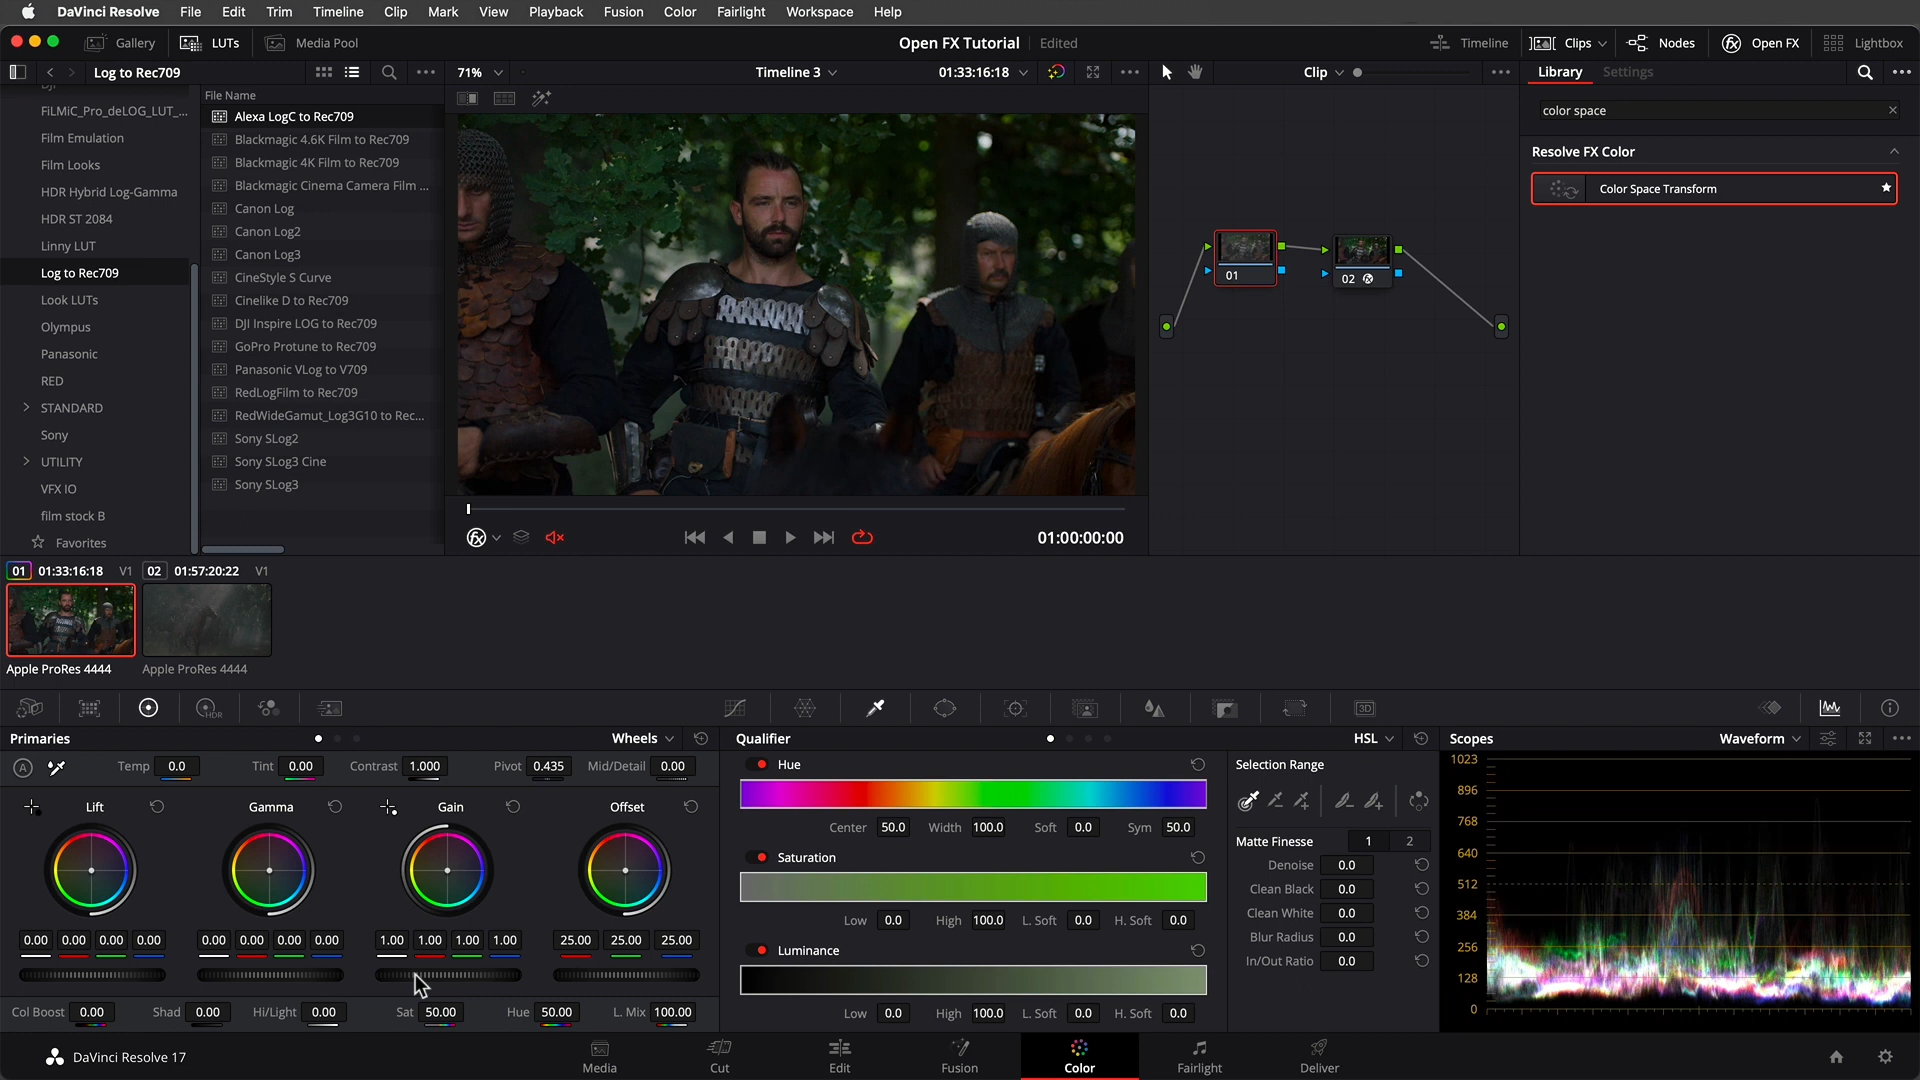 DaVinci Resolve File Edit Trim Timeline Clip Mark View Playback Fusion Color Fairlight Workspace Help
Gallery LUTs Media Pool Open FX Tutorial Edited Timeline Clips Nodes Open FX Lightbox
Log to Rec709 71% Timeline 3 01:33:16:18 Clip Library Settings
FiLMiC_Pro_deLOG_LUT_...
Film Emulation
Film Looks
HDR Hybrid Log-Gamma
HDR ST 2084
Linny LUT
Log to Rec709
Look LUTs
Olympus
Panasonic
RED
STANDARD
Sony
UTILITY
VFX IO
film stock B
Favorites
File Name
Alexa LogC to Rec709
Blackmagic 4.6K Film to Rec709
Blackmagic 4K Film to Rec709
Blackmagic Cinema Camera Film ...
Canon Log
Canon Log2
Canon Log3
CineStyle S Curve
Cinelike D to Rec709
DJI Inspire LOG to Rec709
GoPro Protune to Rec709
Panasonic VLog to V709
RedLogFilm to Rec709
RedWideGamut_Log3G10 to Rec...
Sony SLog2
Sony SLog3 Cine
Sony SLog3
01:00:00:00
01
02
color space
Resolve FX Color
Color Space Transform
01 01:33:16:18 V1 02 01:57:20:22 V1
Apple ProRes 4444 Apple ProRes 4444
HDR 3D
Primaries Wheels
A Temp 0.0 Tint 0.00 Contrast 1.000 Pivot 0.435 Mid/Detail 0.00
Lift Gamma Gain Offset
0.00 0.00 0.00 0.00 0.00 0.00 0.00 0.00 1.00 1.00 1.00 1.00 25.00 25.00 25.00
Col Boost 0.00 Shad 0.00 Hi/Light 0.00 Sat 50.00 Hue 50.00 L. Mix 100.00
Qualifier HSL
Hue
Center 50.0 Width 100.0 Soft 0.0 Sym 50.0
Saturation
Low 0.0 High 100.0 L. Soft 0.0 H. Soft 0.0
Luminance
Low 0.0 High 100.0 L. Soft 0.0 H. Soft 0.0
Selection Range
Matte Finesse 1 2
Denoise 0.0
Clean Black 0.0
Clean White 0.0
Blur Radius 0.0
In/Out Ratio 0.0
Scopes Waveform
1023
896
768
640
512
384
256
128
0
DaVinci Resolve 17 Media Cut Edit Fusion Color Fairlight Deliver